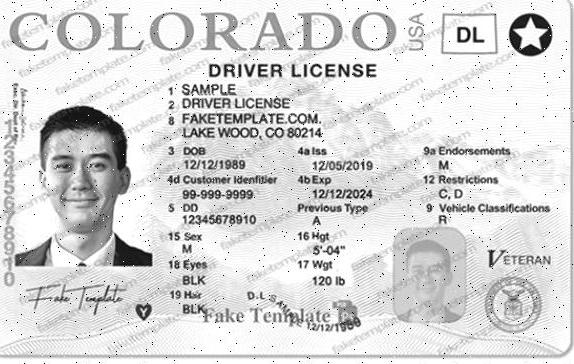 COLORADO
USA
DL
DRIVER LICENSE
1 SAMPLE
2 DRIVER LICENSE
8 FAKETEMPLATE.COM.
LAKE WOOD, CO 80214
3 DOB
12/12/1989
4a Iss
12/05/2019
9a Endorsements
M
4d Customer Identifier
99-999-9999
4b Exp
12/12/2024
12 Restrictions
C, D
5 DD
12345678910
Previous Type
A
9 Vehicle Classifications
R
15 Sex
M
16 Hgt
5'-04"
18 Eyes
BLK
17 Wgt
120 lb
VETERAN
19 Hair
BLK
Fake Template
Fake Template
12/12/1989
faketemplate.com